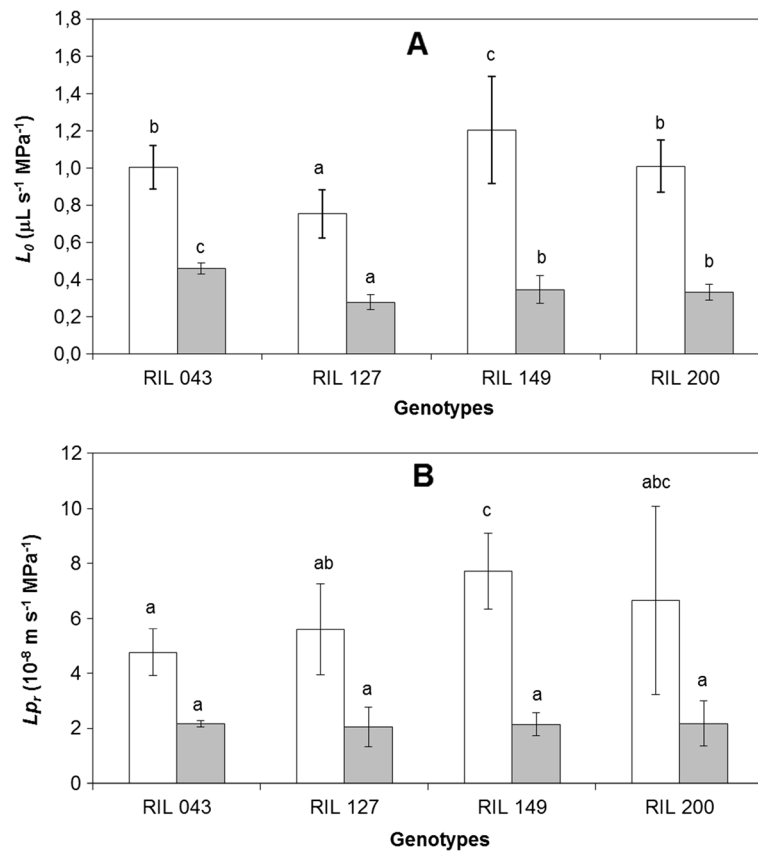 A
L₀ (µL s⁻¹ MPa⁻¹)
1,8
1,6
1,4
1,2
1,0
0,8
0,6
0,4
0,2
0,0
b c
a a
c b
b b
RIL 043 RIL 127 RIL 149 RIL 200
Genotypes
B
Lpᵣ (10⁻⁸ m s⁻¹ MPa⁻¹)
12
10
8
6
4
2
0
a a
ab a
c a
abc a
RIL 043 RIL 127 RIL 149 RIL 200
Genotypes